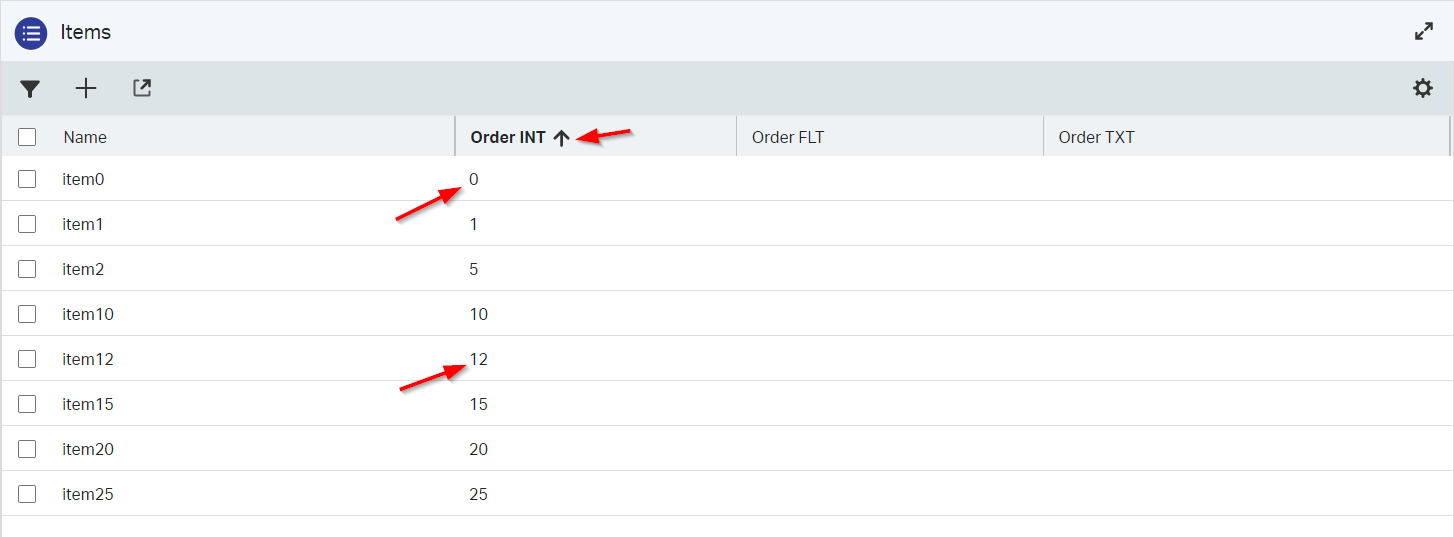 Items
Name Order INT Order FLT Order TXT
item0 0
item1 1
item2 5
item10 10
item12 12
item15 15
item20 20
item25 25